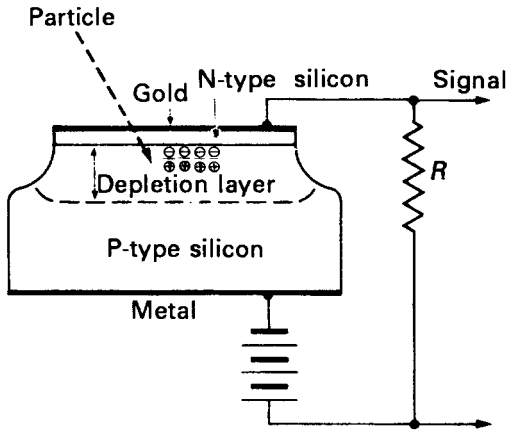 Particle
Gold
N-type silicon
Signal
Depletion layer
R
P-type silicon
Metal